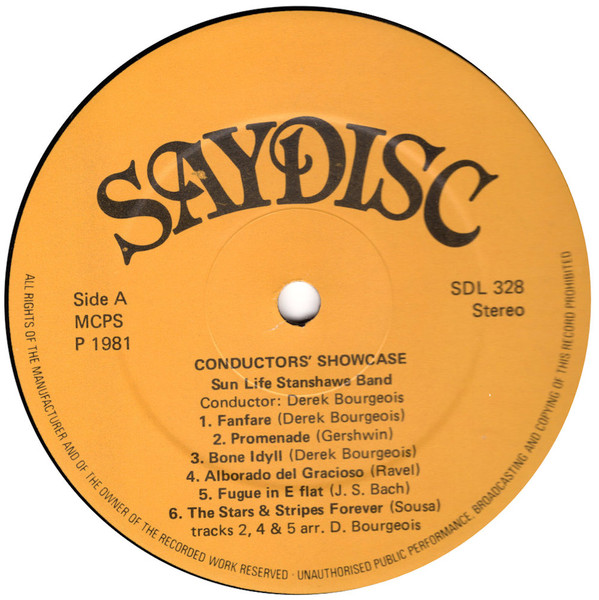 SAYDISC
Side A
MCPS
P 1981
SDL 328
Stereo
CONDUCTORS' SHOWCASE
Sun Life Stanshawe Band
Conductor: Derek Bourgeois
1. Fanfare (Derek Bourgeois)
2. Promenade (Gershwin)
3. Bone Idyll (Derek Bourgeois)
4. Alborado del Gracioso (Ravel)
5. Fugue in E flat (J. S. Bach)
6. The Stars & Stripes Forever (Sousa)
tracks 2, 4 & 5 arr. D. Bourgeois
ALL RIGHTS OF THE MANUFACTURER AND OF THE OWNER OF THE RECORDED WORK RESERVED · UNAUTHORISED PUBLIC PERFORMANCE, BROADCASTING AND COPYING OF THIS RECORD PROHIBITED